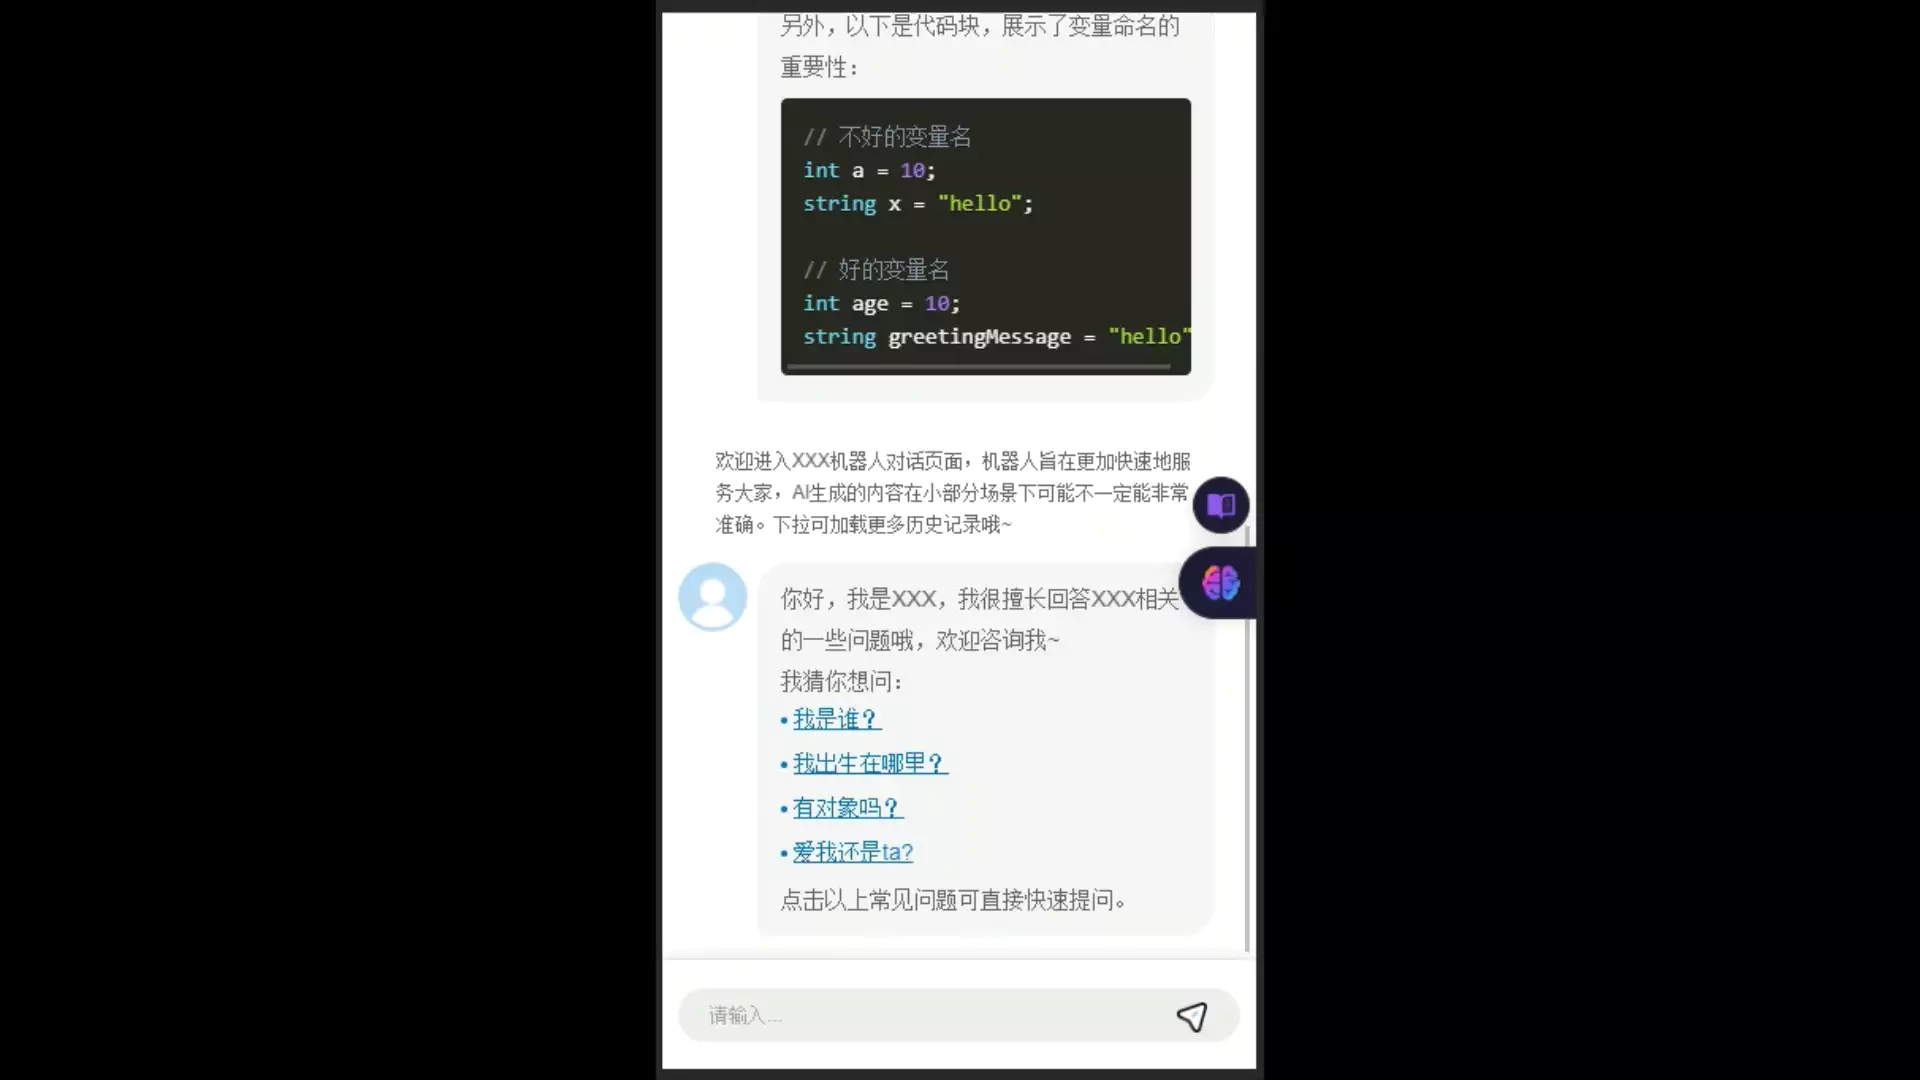 另外，以下是代码块，展示了变量命名的
重要性：
// 不好的变量名
int a = 10;
string x = "hello";
// 好的变量名
int age = 10;
string greetingMessage = "hello"
欢迎进入XXX机器人对话页面，机器人旨在更加快速地服
务大家，AI生成的内容在小部分场景下可能不一定能非常
准确。下拉可加载更多历史记录哦~
你好，我是XXX，我很擅长回答XXX相关
的一些问题哦，欢迎咨询我~
我猜你想问：
• 我是谁？
• 我出生在哪里？
• 有对象吗？
• 爱我还是ta?
点击以上常见问题可直接快速提问。
请输入...